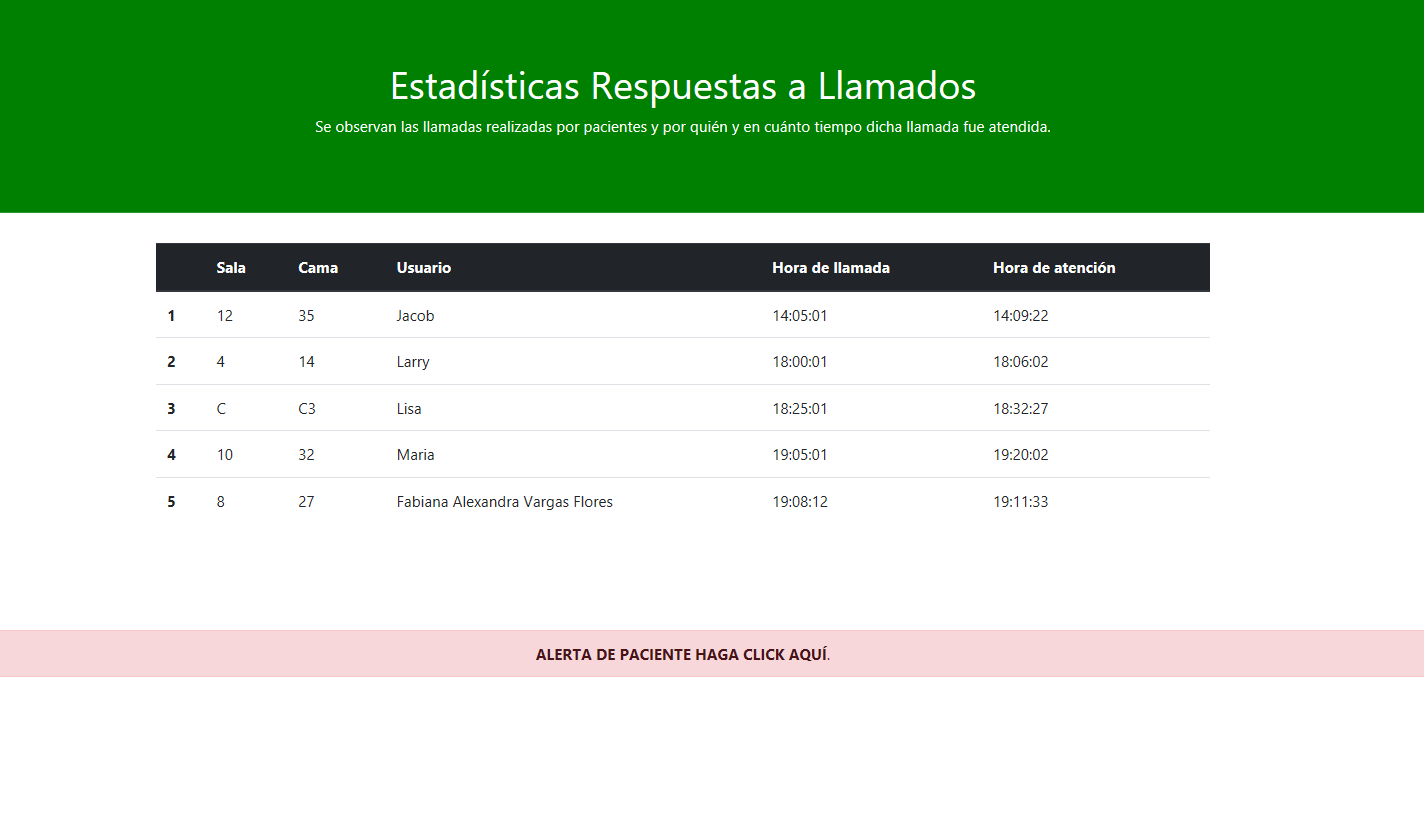 Estadísticas Respuestas a Llamados
Se observan las llamadas realizadas por pacientes y por quién y en cuánto tiempo dicha llamada fue atendida.
Sala Cama Usuario Hora de llamada Hora de atención
1 12 35 Jacob 14:05:01 14:09:22
2 4 14 Larry 18:00:01 18:06:02
3 C C3 Lisa 18:25:01 18:32:27
4 10 32 Maria 19:05:01 19:20:02
5 8 27 Fabiana Alexandra Vargas Flores 19:08:12 19:11:33
ALERTA DE PACIENTE HAGA CLICK AQUÍ.